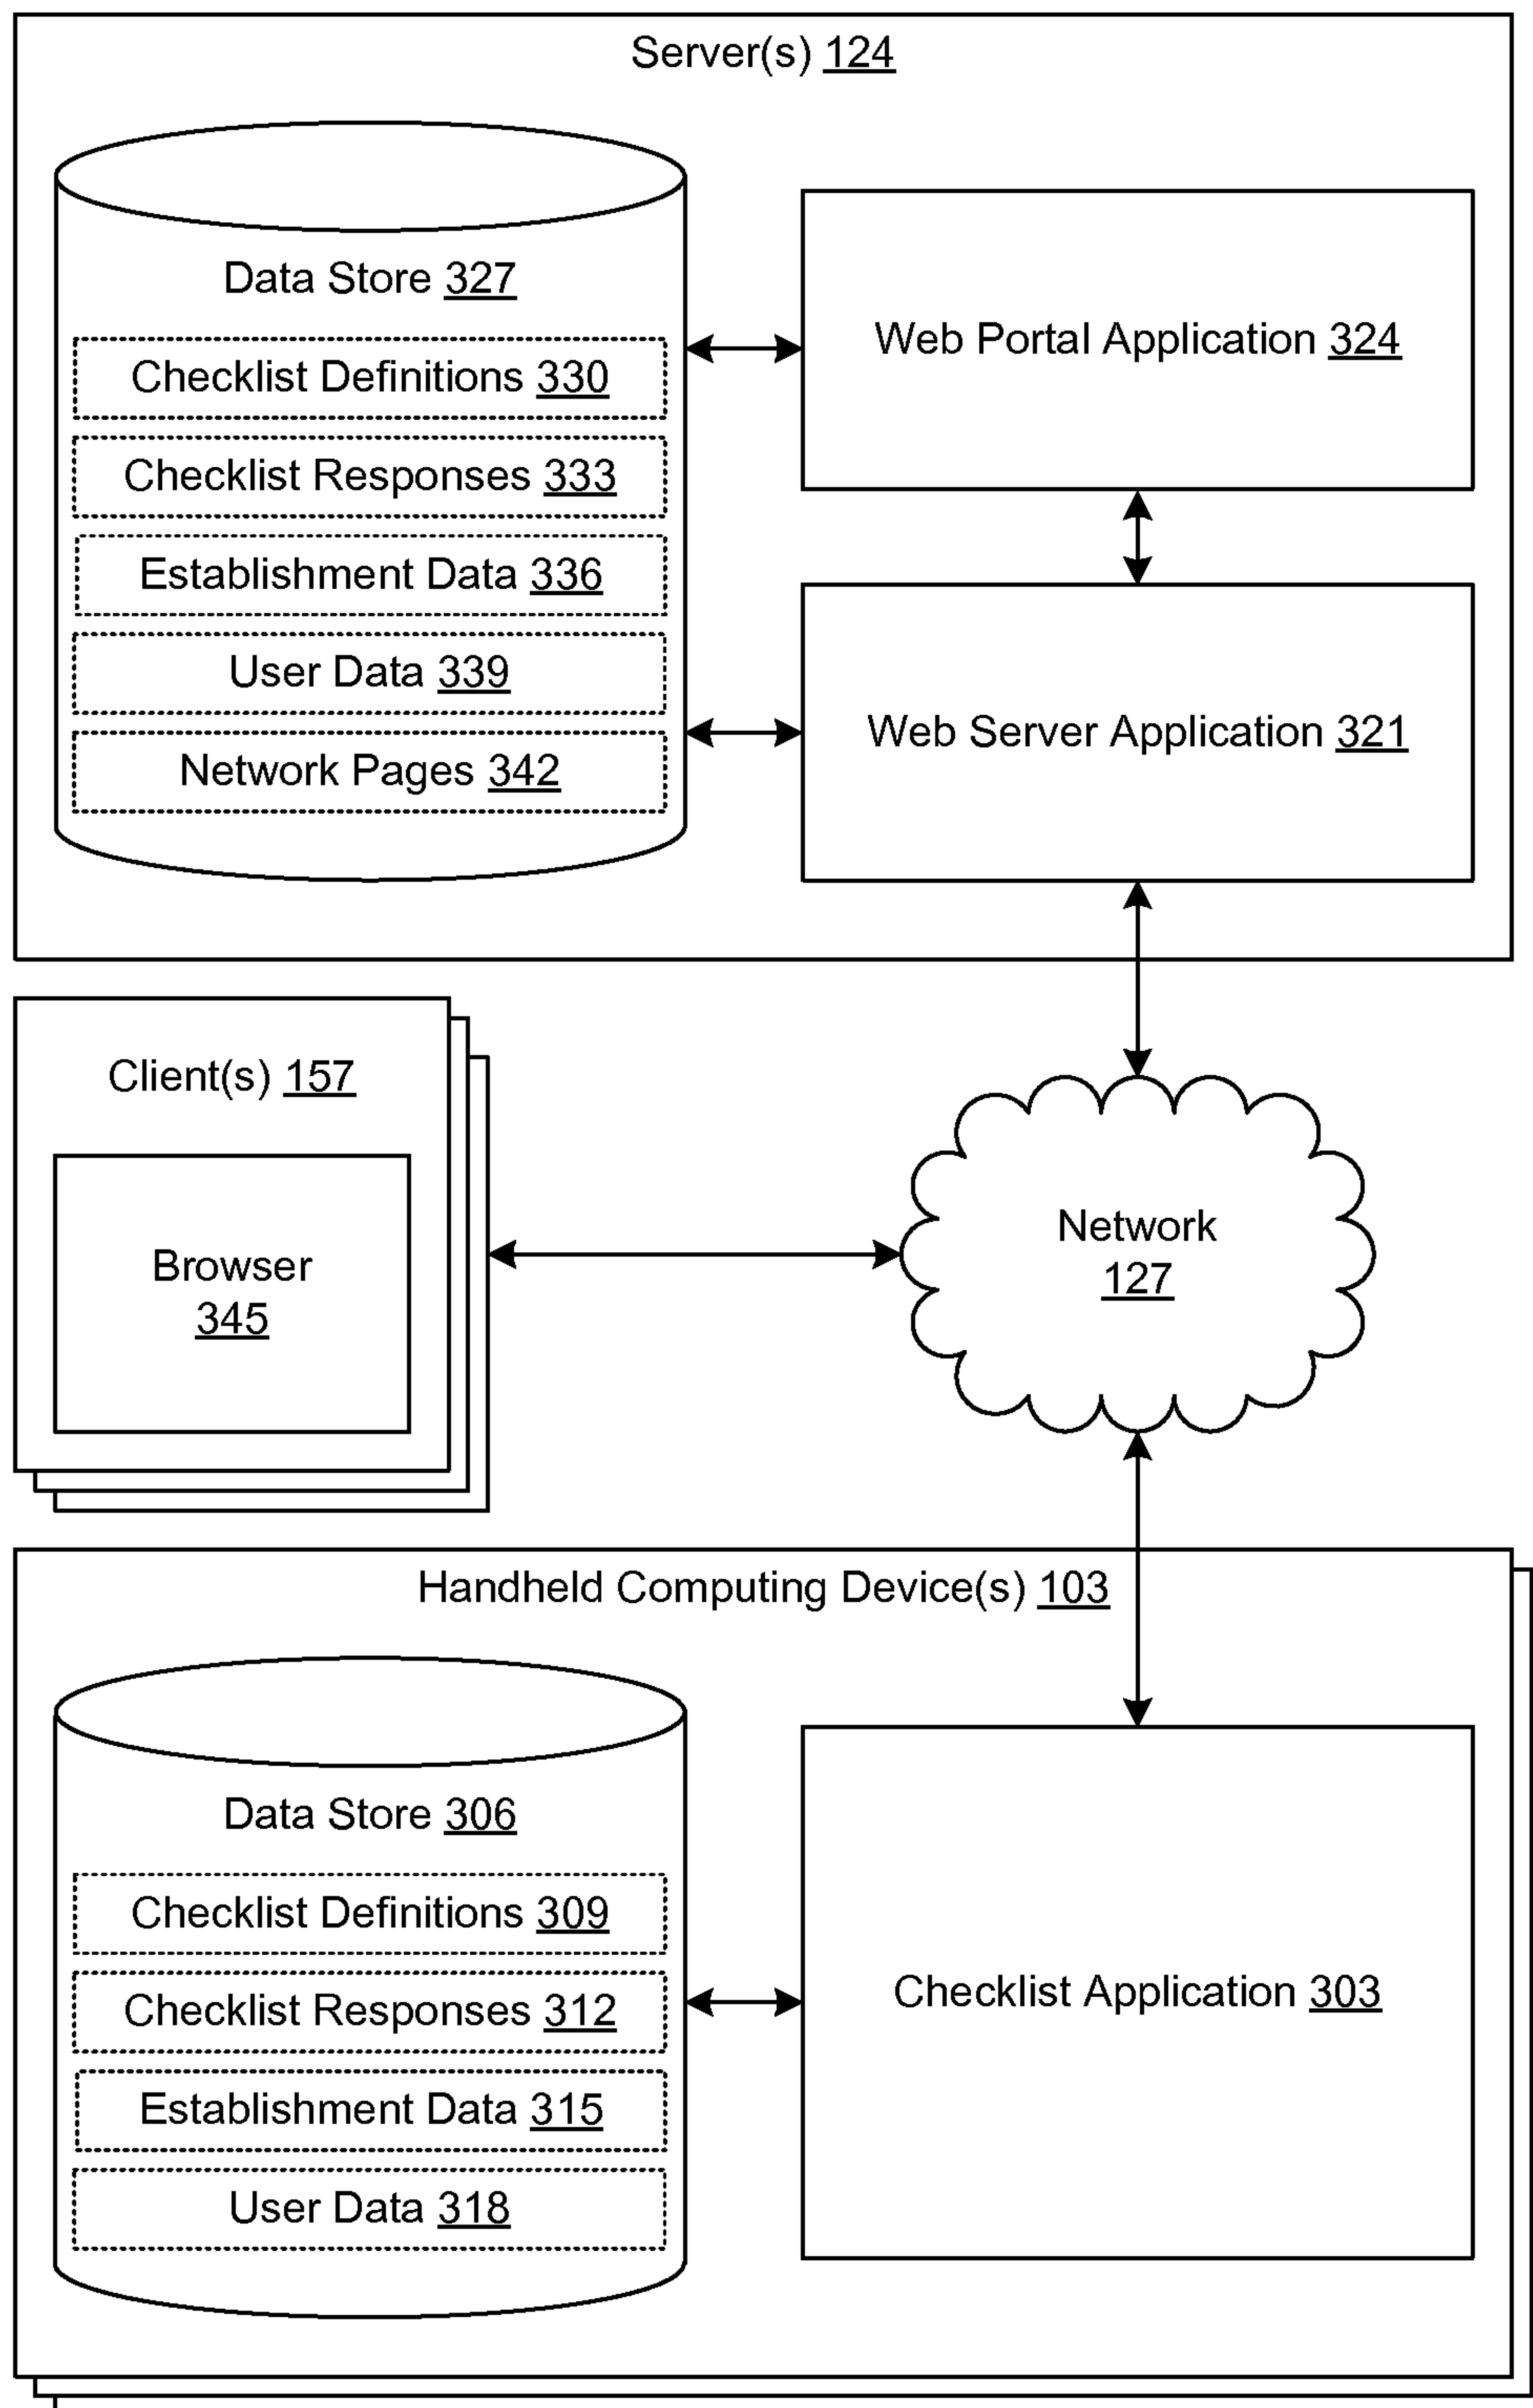 Server(s) 124
Data Store 327
Checklist Definitions 330
Checklist Responses 333
Establishment Data 336
User Data 339
Network Pages 342
Web Portal Application 324
Web Server Application 321
Client(s) 157
Browser
345
Network
127
Handheld Computing Device(s) 103
Data Store 306
Checklist Definitions 309
Checklist Responses 312
Establishment Data 315
User Data 318
Checklist Application 303